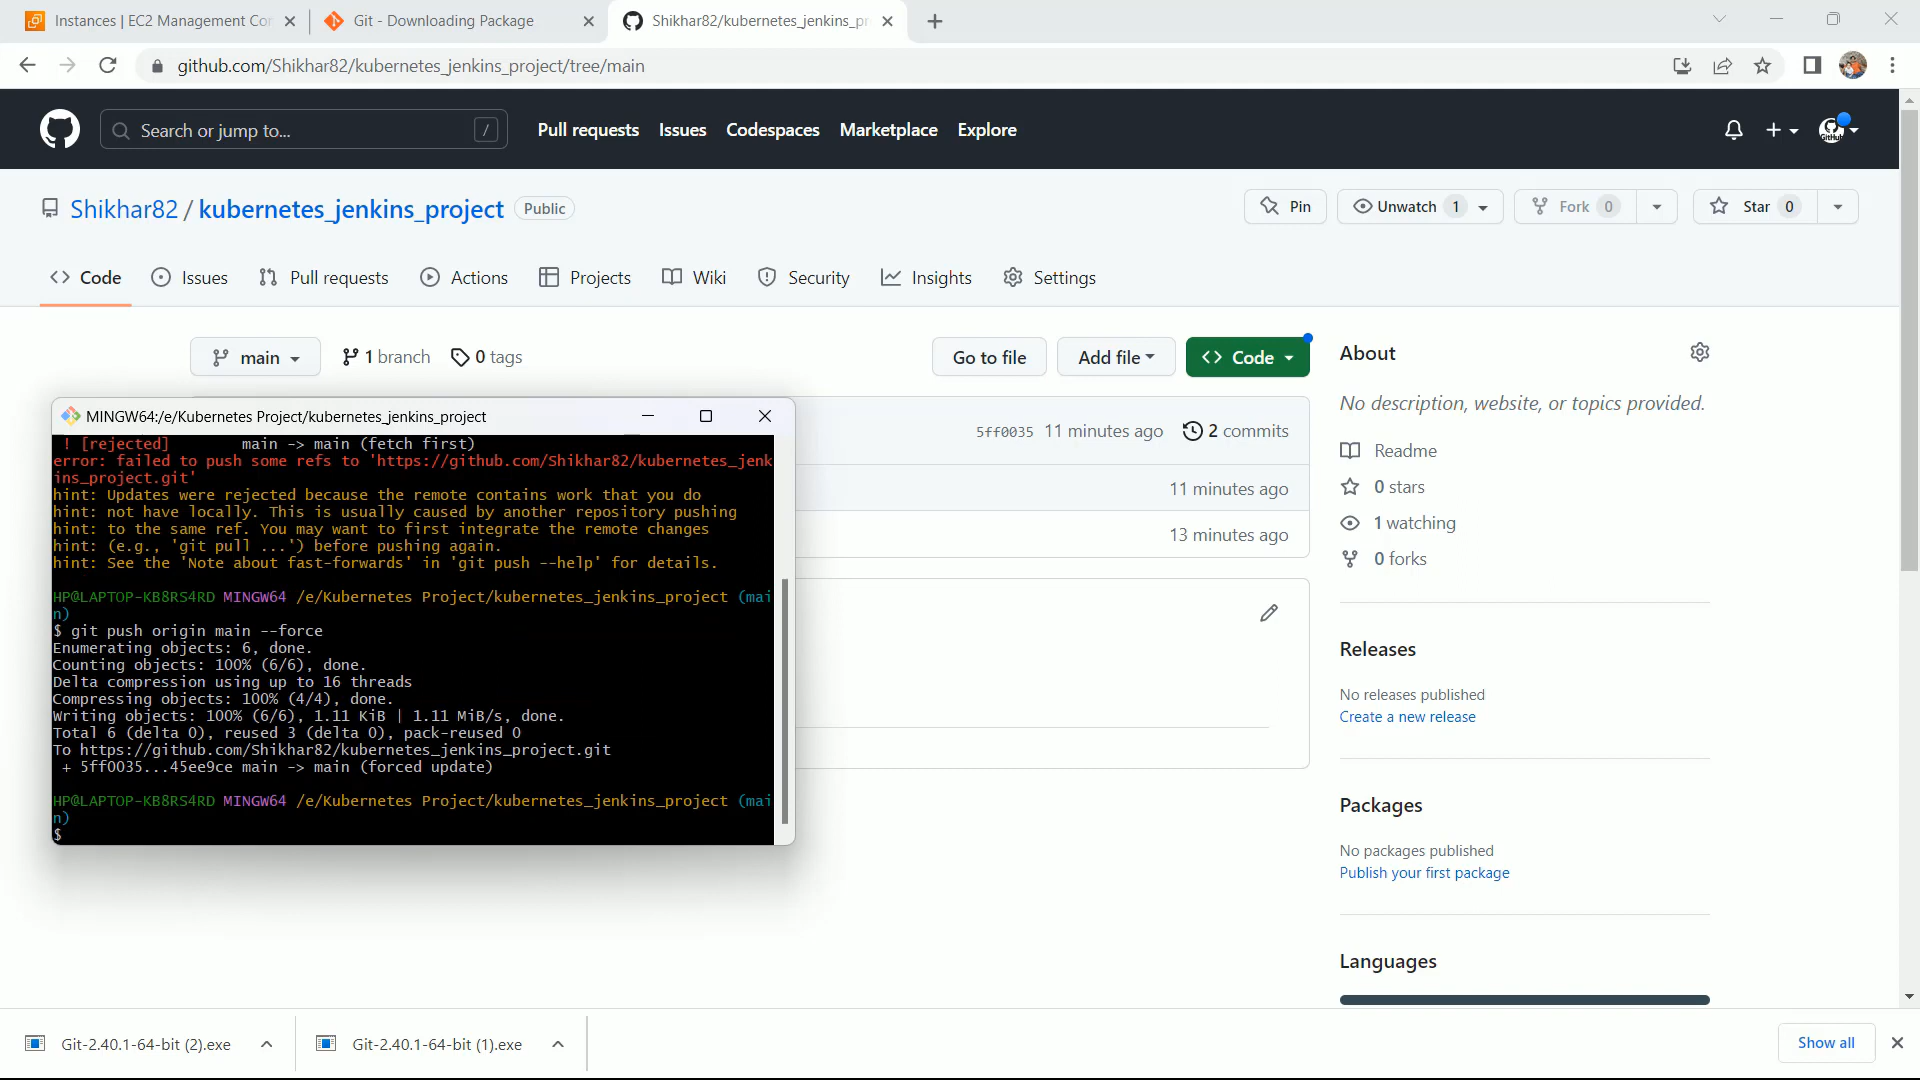 Instances | EC2 Management Co
Git - Downloading Package
Shikhar82/kubernetes_jenkins_pr
github.com/Shikhar82/kubernetes_jenkins_project/tree/main
Search or jump to...
/
Pull requests
Issues
Codespaces
Marketplace
Explore
Shikhar82 / kubernetes_jenkins_project
Public
Pin
Unwatch 1
Fork 0
Star 0
Code
Issues
Pull requests
Actions
Projects
Wiki
Security
Insights
Settings
main
1 branch
0 tags
Go to file
Add file
Code
5ff0035 11 minutes ago
2 commits
11 minutes ago
13 minutes ago
MINGW64:/e/Kubernetes Project/kubernetes_jenkins_project
! [rejected]        main -> main (fetch first)
error: failed to push some refs to 'https://github.com/Shikhar82/kubernetes_jenk
ins_project.git'
hint: Updates were rejected because the remote contains work that you do
hint: not have locally. This is usually caused by another repository pushing
hint: to the same ref. You may want to first integrate the remote changes
hint: (e.g., 'git pull ...') before pushing again.
hint: See the 'Note about fast-forwards' in 'git push --help' for details.
HP@LAPTOP-KB8RS4RD MINGW64 /e/Kubernetes Project/kubernetes_jenkins_project (mai
n)
$ git push origin main --force
Enumerating objects: 6, done.
Counting objects: 100% (6/6), done.
Delta compression using up to 16 threads
Compressing objects: 100% (4/4), done.
Writing objects: 100% (6/6), 1.11 KiB | 1.11 MiB/s, done.
Total 6 (delta 0), reused 3 (delta 0), pack-reused 0
To https://github.com/Shikhar82/kubernetes_jenkins_project.git
+ 5ff0035...45ee9ce main -> main (forced update)
HP@LAPTOP-KB8RS4RD MINGW64 /e/Kubernetes Project/kubernetes_jenkins_project (mai
n)
$
About
No description, website, or topics provided.
Readme
0 stars
1 watching
0 forks
Releases
No releases published
Create a new release
Packages
No packages published
Publish your first package
Languages
Git-2.40.1-64-bit (2).exe
Git-2.40.1-64-bit (1).exe
Show all